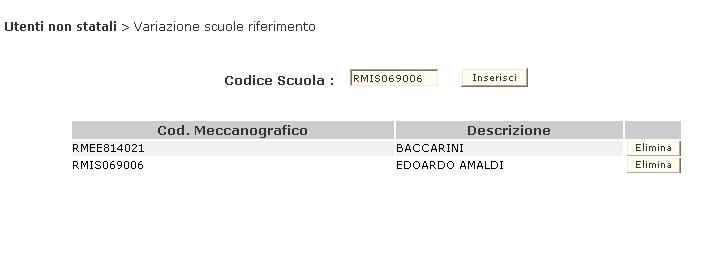 Utenti non statali > Variazione scuole riferimento
Codice Scuola : RMIS069006 Inserisci
Cod. Meccanografico Descrizione
RMEE814021 BACCARINI Elimina
RMIS069006 EDOARDO AMALDI Elimina